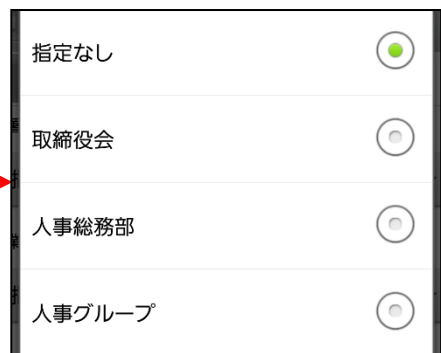 指定なし
取締役会
人事総務部
人事グループ